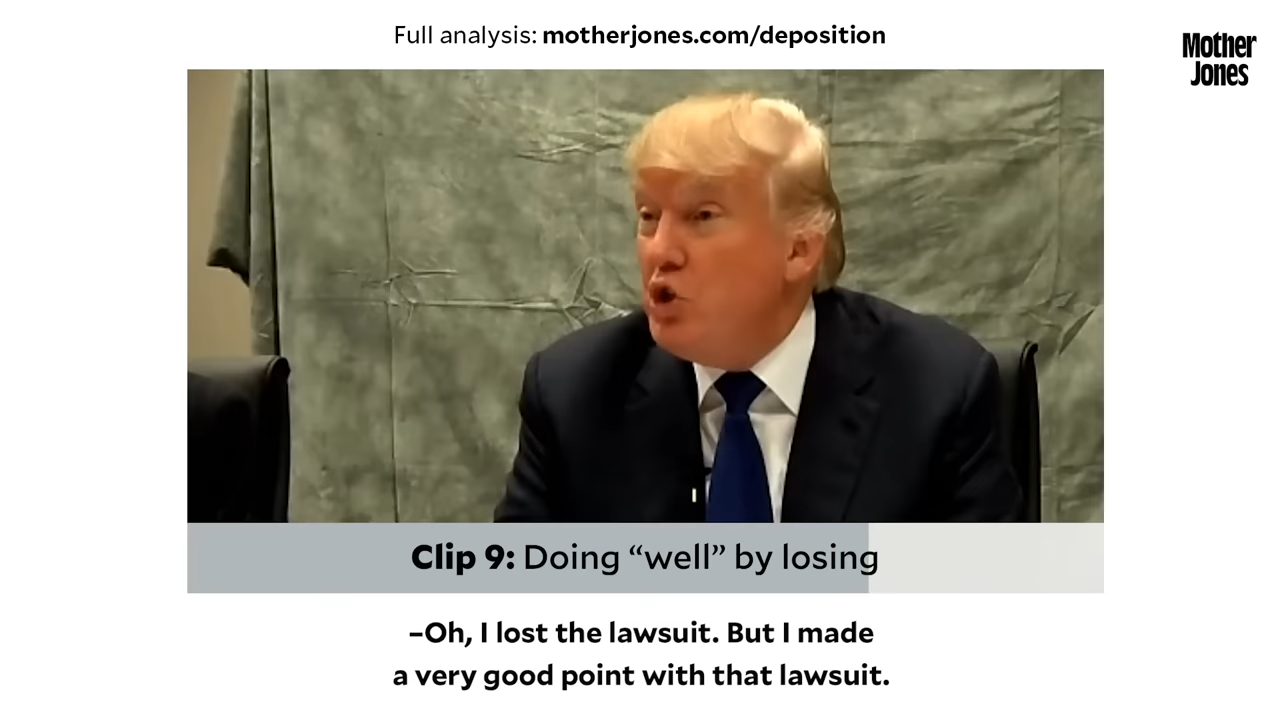 Full analysis: motherjones.com/deposition
Mother
Jones
Clip 9: Doing “well” by losing
–Oh, I lost the lawsuit. But I made
a very good point with that lawsuit.